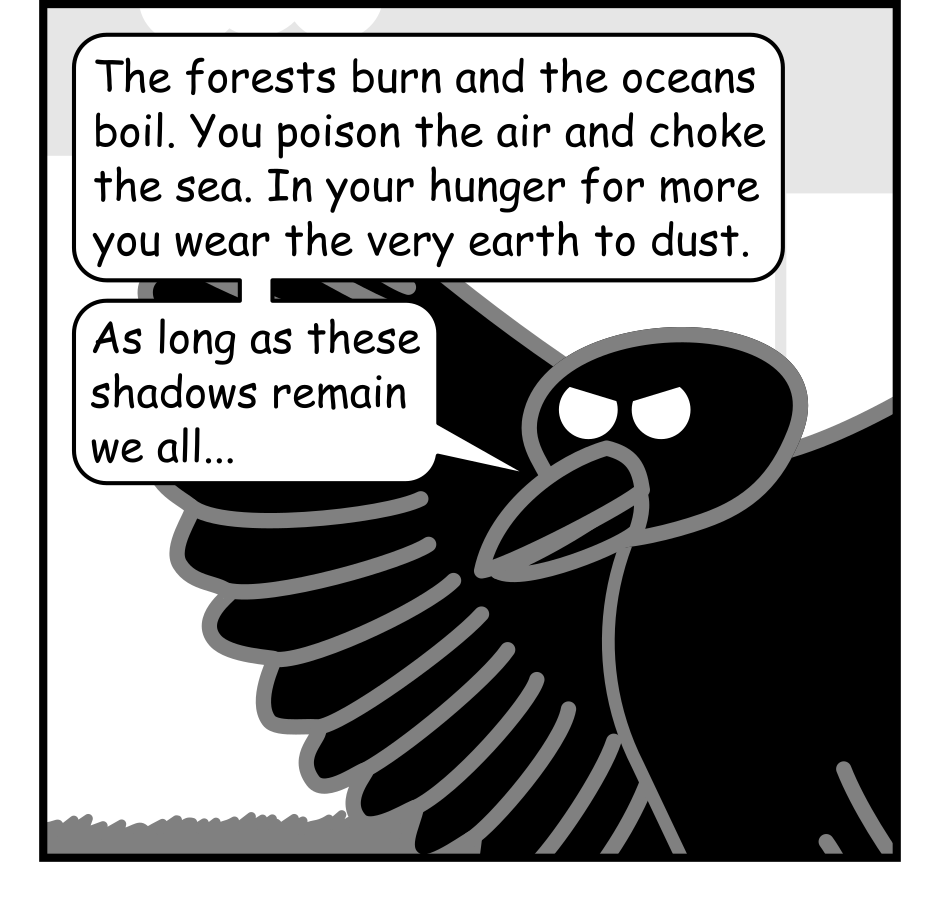 The forests burn and the oceans
boil. You poison the air and choke
the sea. In your hunger for more
you wear the very earth to dust.
As long as these
shadows remain
we all...